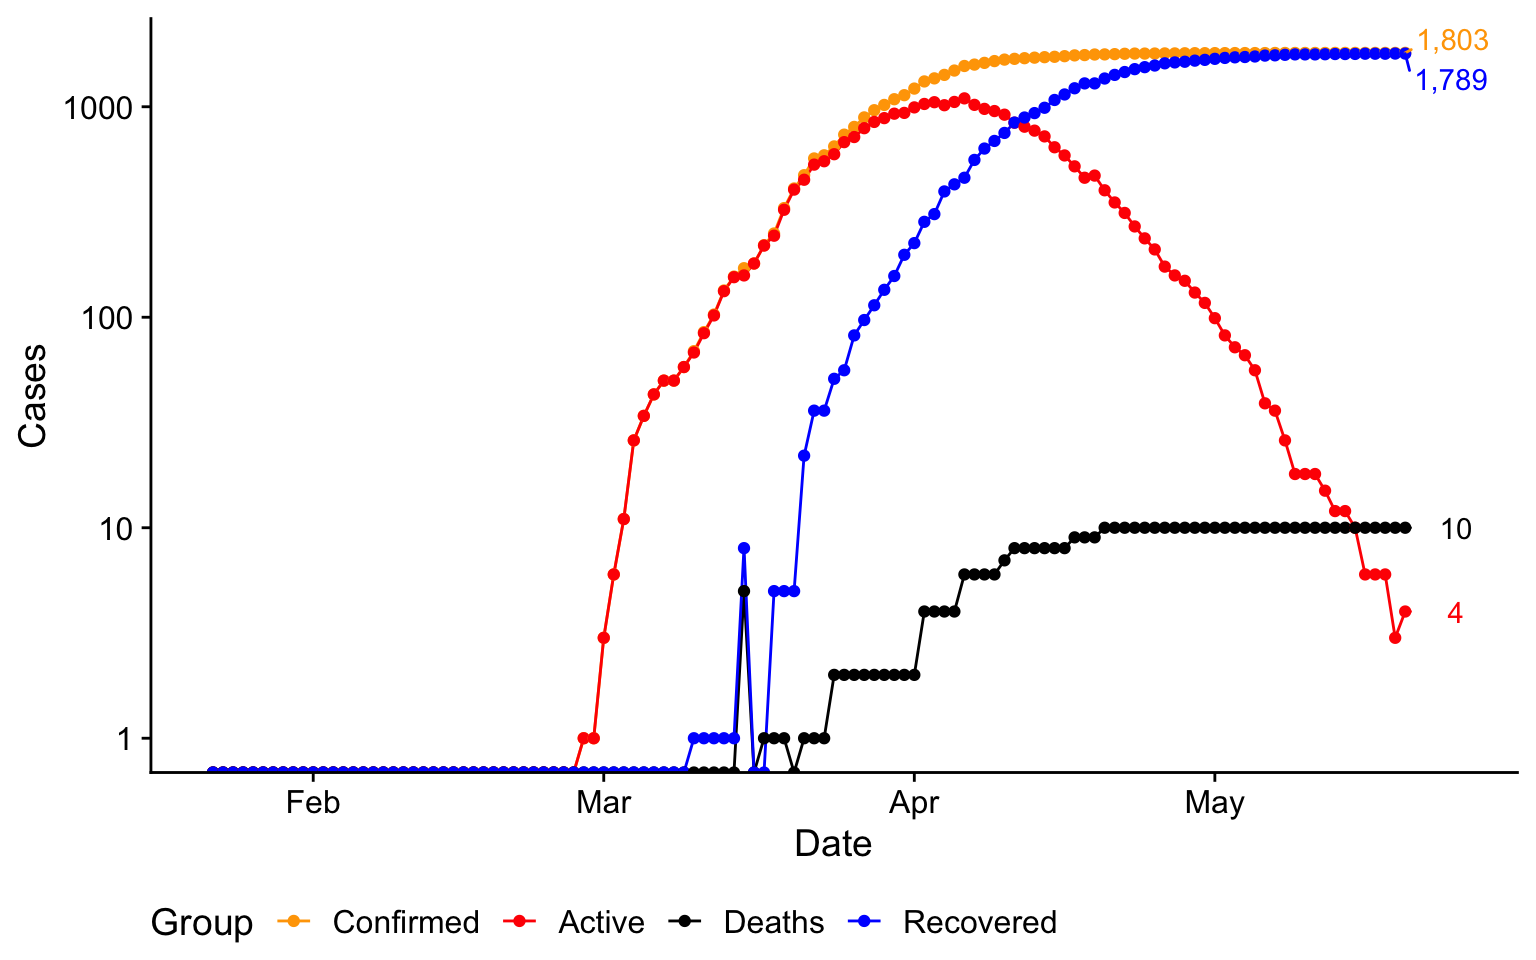 1,803
1,789
1000
100
10
1
10
4
Cases
Feb Mar Apr May
Date
Group Confirmed Active Deaths Recovered